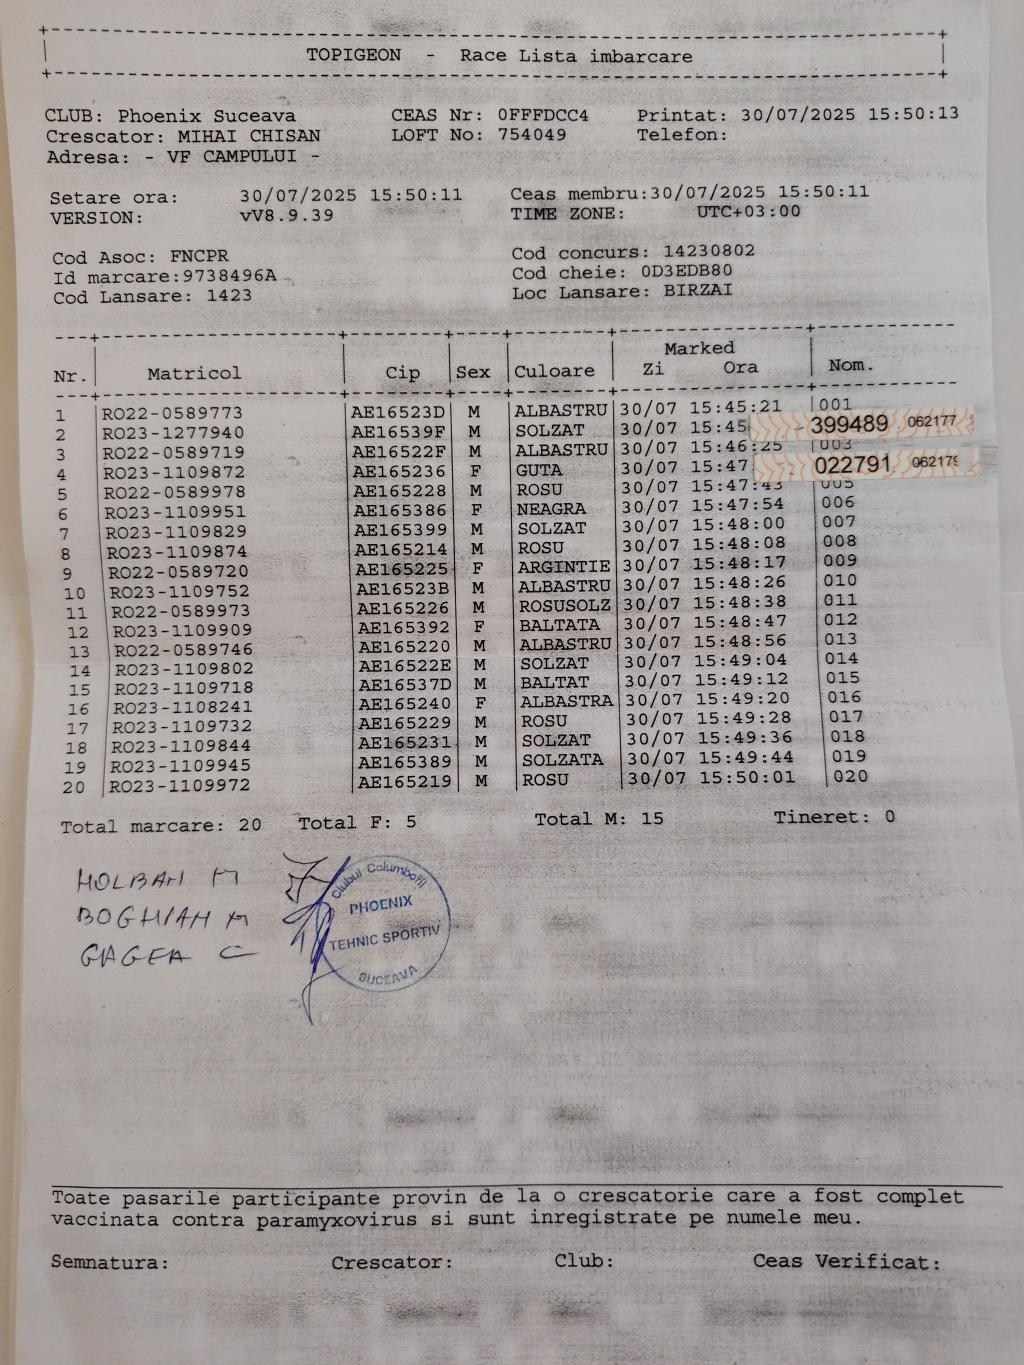 TOPIGEON - Race Lista imbarcare
CLUB: Phoenix Suceava CEAS Nr: 0FFFDCC4 Printat: 30/07/2025 15:50:13
Crescator: MIHAI CHISAN LOFT No: 754049 Telefon:
Adresa: - VF CAMPULUI -
Setare ora: 30/07/2025 15:50:11 Ceas membru:30/07/2025 15:50:11
VERSION: vV8.9.39 TIME ZONE: UTC+03:00
Cod Asoc: FNCPR Cod concurs: 14230802
Id marcare:9738496A Cod cheie: 0D3EDB80
Cod Lansare: 1423 Loc Lansare: BIRZAI
Marked
Nr. Matricol Cip Sex Culoare Zi Ora Nom.
1 RO22-0589773 AE16523D M ALBASTRU 30/07 15:45:21 001
2 RO23-1277940 AE16539F M SOLZAT 30/07 15:45 399489 062177
3 RO22-0589719 AE16522F M ALBASTRU 30/07 15:46:25 003
4 RO23-1109872 AE165236 F GUTA 30/07 15:47: 022791 062179
5 RO22-0589978 AE165228 M ROSU 30/07 15:47:43 005
6 RO23-1109951 AE165386 F NEAGRA 30/07 15:47:54 006
7 RO23-1109829 AE165399 M SOLZAT 30/07 15:48:00 007
8 RO23-1109874 AE165214 M ROSU 30/07 15:48:08 008
9 RO22-0589720 AE165225 F ARGINTIE 30/07 15:48:17 009
10 RO23-1109752 AE16523B M ALBASTRU 30/07 15:48:26 010
11 RO22-0589973 AE165226 M ROSUSOLZ 30/07 15:48:38 011
12 RO23-1109909 AE165392 F BALTATA 30/07 15:48:47 012
13 RO22-0589746 AE165220 M ALBASTRU 30/07 15:48:56 013
14 RO23-1109802 AE16522E M SOLZAT 30/07 15:49:04 014
15 RO23-1109718 AE16537D M BALTAT 30/07 15:49:12 015
16 RO23-1108241 AE165240 F ALBASTRA 30/07 15:49:20 016
17 RO23-1109732 AE165229 M ROSU 30/07 15:49:28 017
18 RO23-1109844 AE165231 M SOLZAT 30/07 15:49:36 018
19 RO23-1109945 AE165389 M SOLZATA 30/07 15:49:44 019
20 RO23-1109972 AE165219 M ROSU 30/07 15:50:01 020
Total marcare: 20 Total F: 5 Total M: 15 Tineret: 0
HOLBAN M
BOGHIAN M
GAGEA C
Clubul Columbofil
PHOENIX
TEHNIC SPORTIV
SUCEAVA
Toate pasarile participante provin de la o crescatorie care a fost complet
vaccinata contra paramyxovirus si sunt inregistrate pe numele meu.
Semnatura: Crescator: Club: Ceas Verificat: